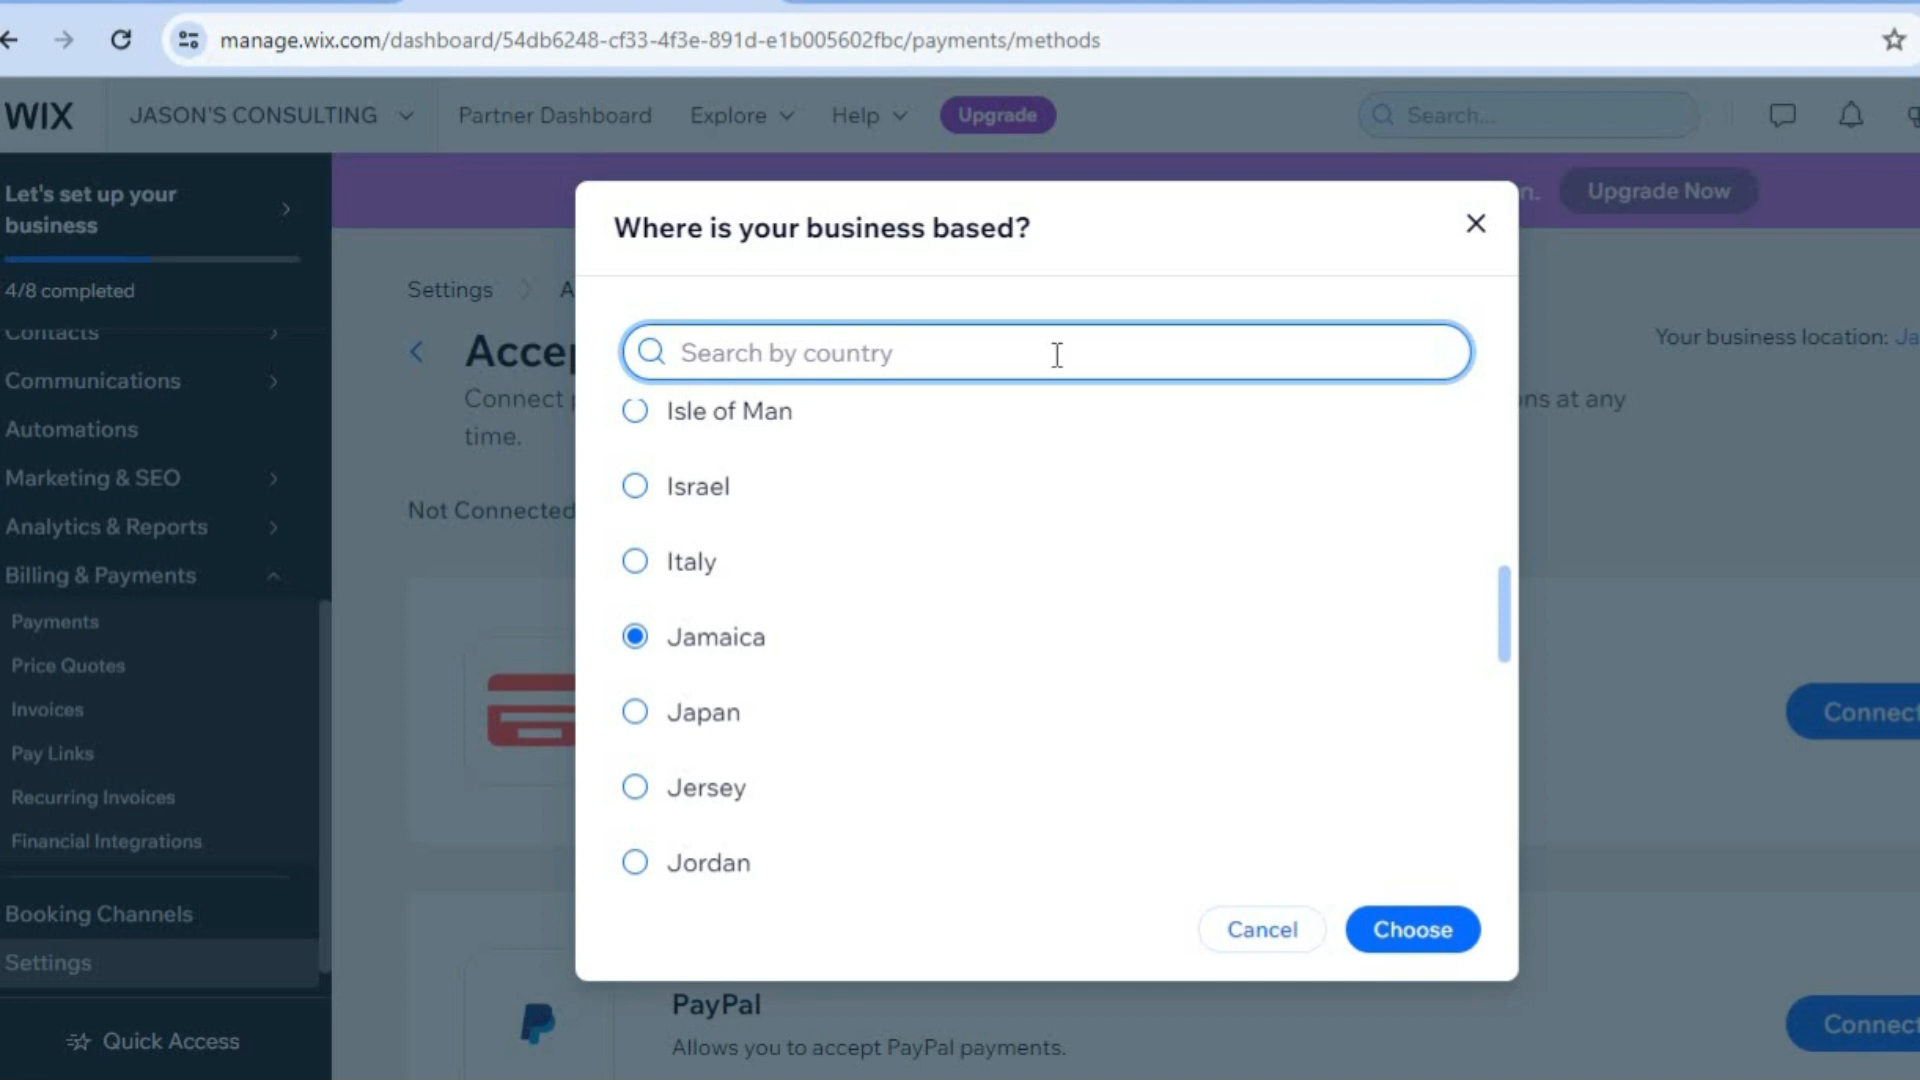 manage.wix.com/dashboard/54db6248-cf33-4f3e-891d-e1b005602fbc/payments/methods
WIX
JASON'S CONSULTING
Partner Dashboard
Explore
Help
Upgrade
Search...
Let's set up your
business
4/8 completed
Contacts
Communications
Automations
Marketing & SEO
Analytics & Reports
Billing & Payments
Payments
Price Quotes
Invoices
Pay Links
Recurring Invoices
Financial Integrations
Booking Channels
Settings
Quick Access
n.
Upgrade Now
Settings
A
Accep
Your business location: Ja
Connect
ons at any
time.
Not Connected
Where is your business based?
Search by country
Isle of Man
Israel
Italy
Jamaica
Japan
Jersey
Jordan
Cancel
Choose
Connect
PayPal
Allows you to accept PayPal payments.
Connect